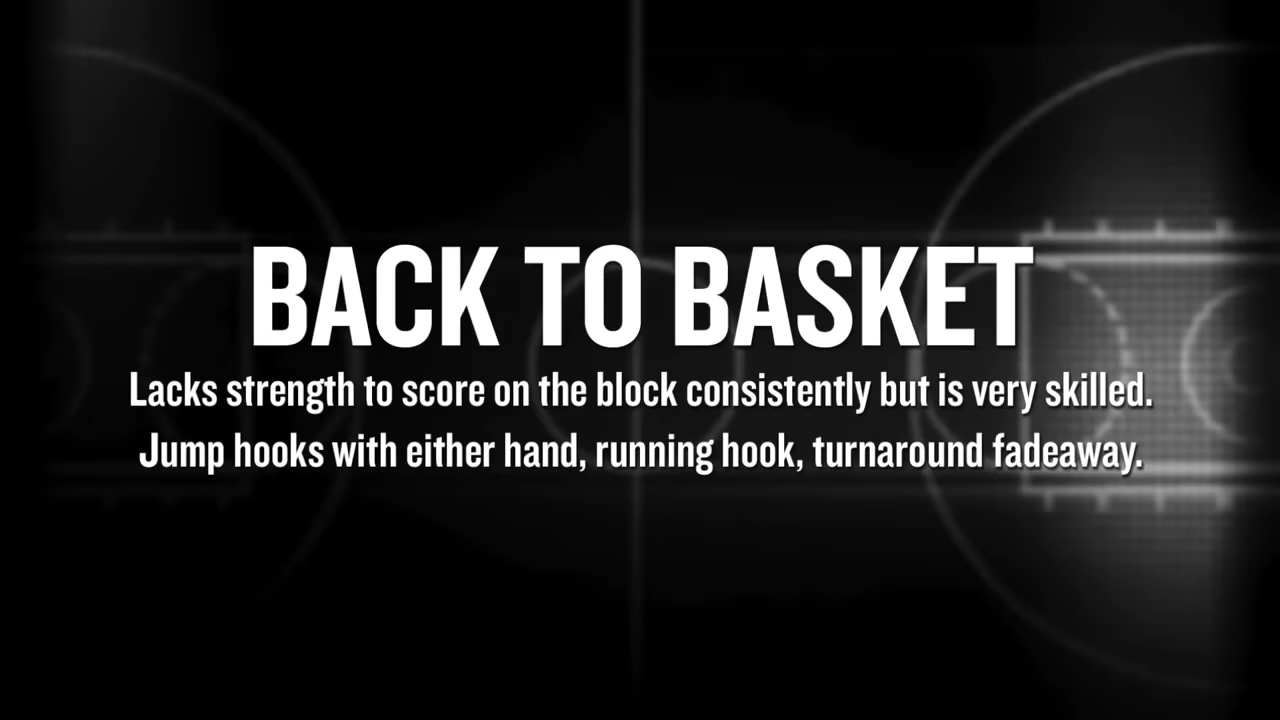 BACK TO BASKET
Lacks strength to score on the block consistently but is very skilled.
Jump hooks with either hand, running hook, turnaround fadeaway.